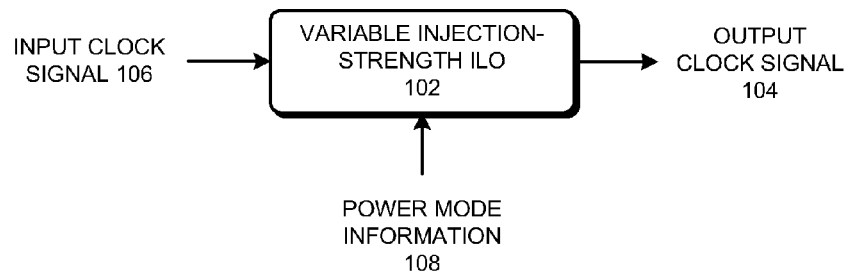 INPUT CLOCK
SIGNAL 106
VARIABLE INJECTION-
STRENGTH ILO
102
OUTPUT
CLOCK SIGNAL
104
POWER MODE
INFORMATION
108